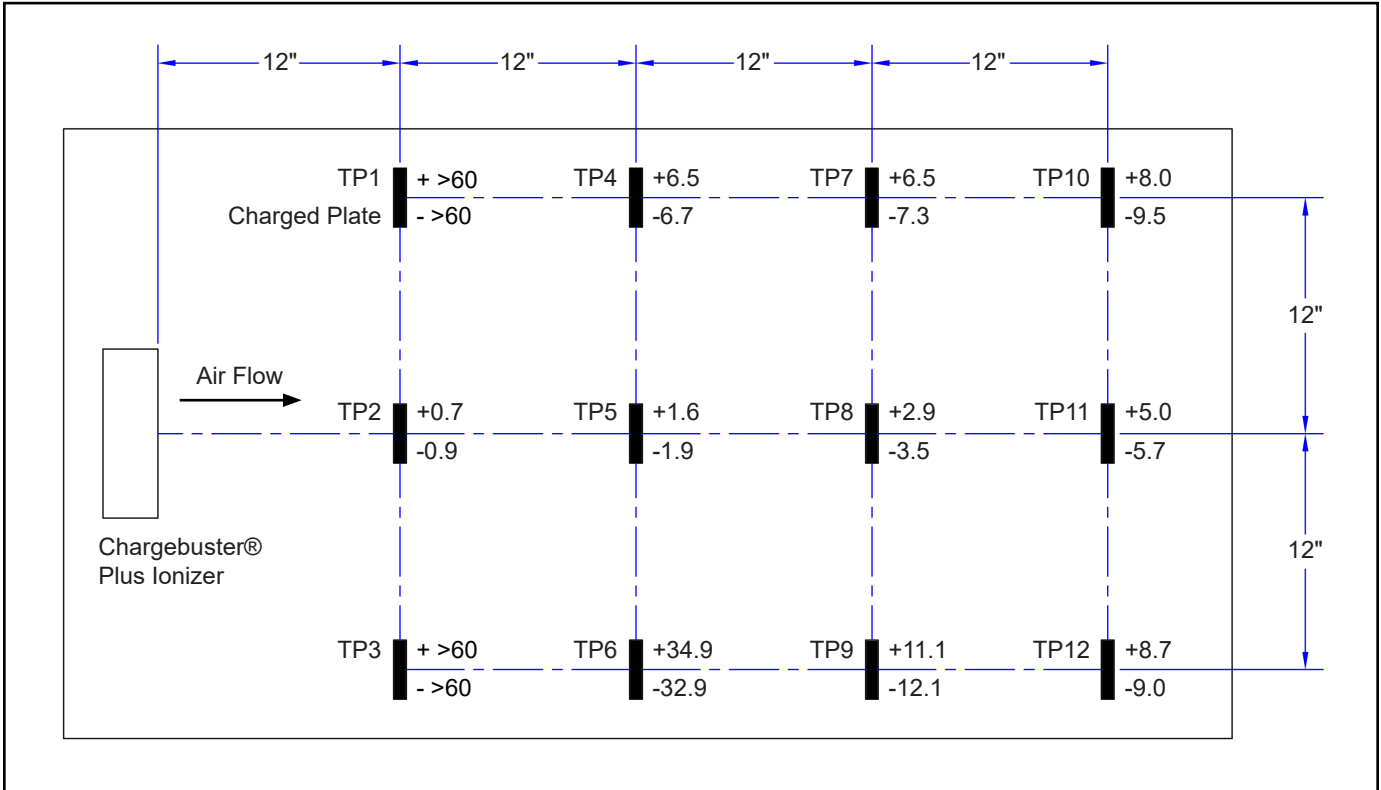 12" 12" 12" 12"
TP1 + >60 TP4 +6.5 TP7 +6.5 TP10 +8.0
Charged Plate - >60 -6.7 -7.3 -9.5
12"
Air Flow
TP2 +0.7 TP5 +1.6 TP8 +2.9 TP11 +5.0
-0.9 -1.9 -3.5 -5.7
Chargebuster®
Plus Ionizer
12"
TP3 + >60 TP6 +34.9 TP9 +11.1 TP12 +8.7
- >60 -32.9 -12.1 -9.0